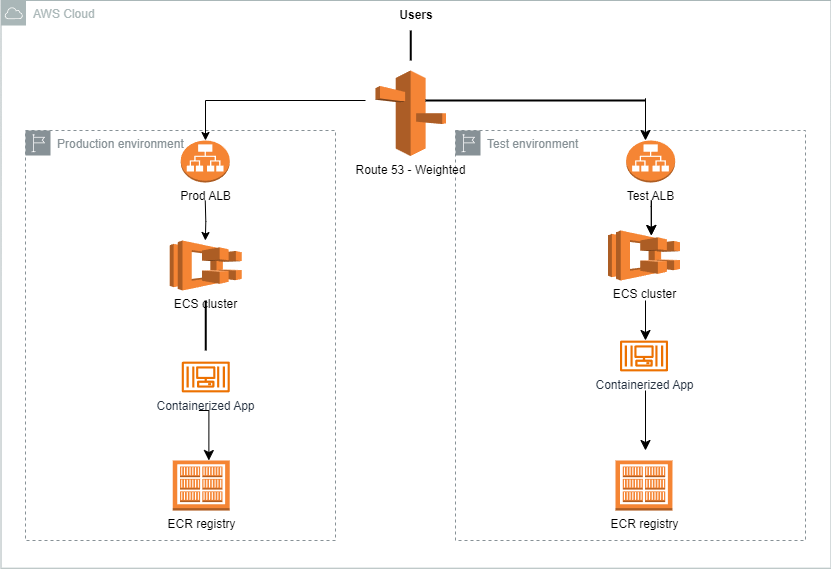 AWS Cloud
Users
Production environment
Test environment
Route 53 - Weighted
Prod ALB
Test ALB
ECS cluster
ECS cluster
Containerized App
Containerized App
ECR registry
ECR registry